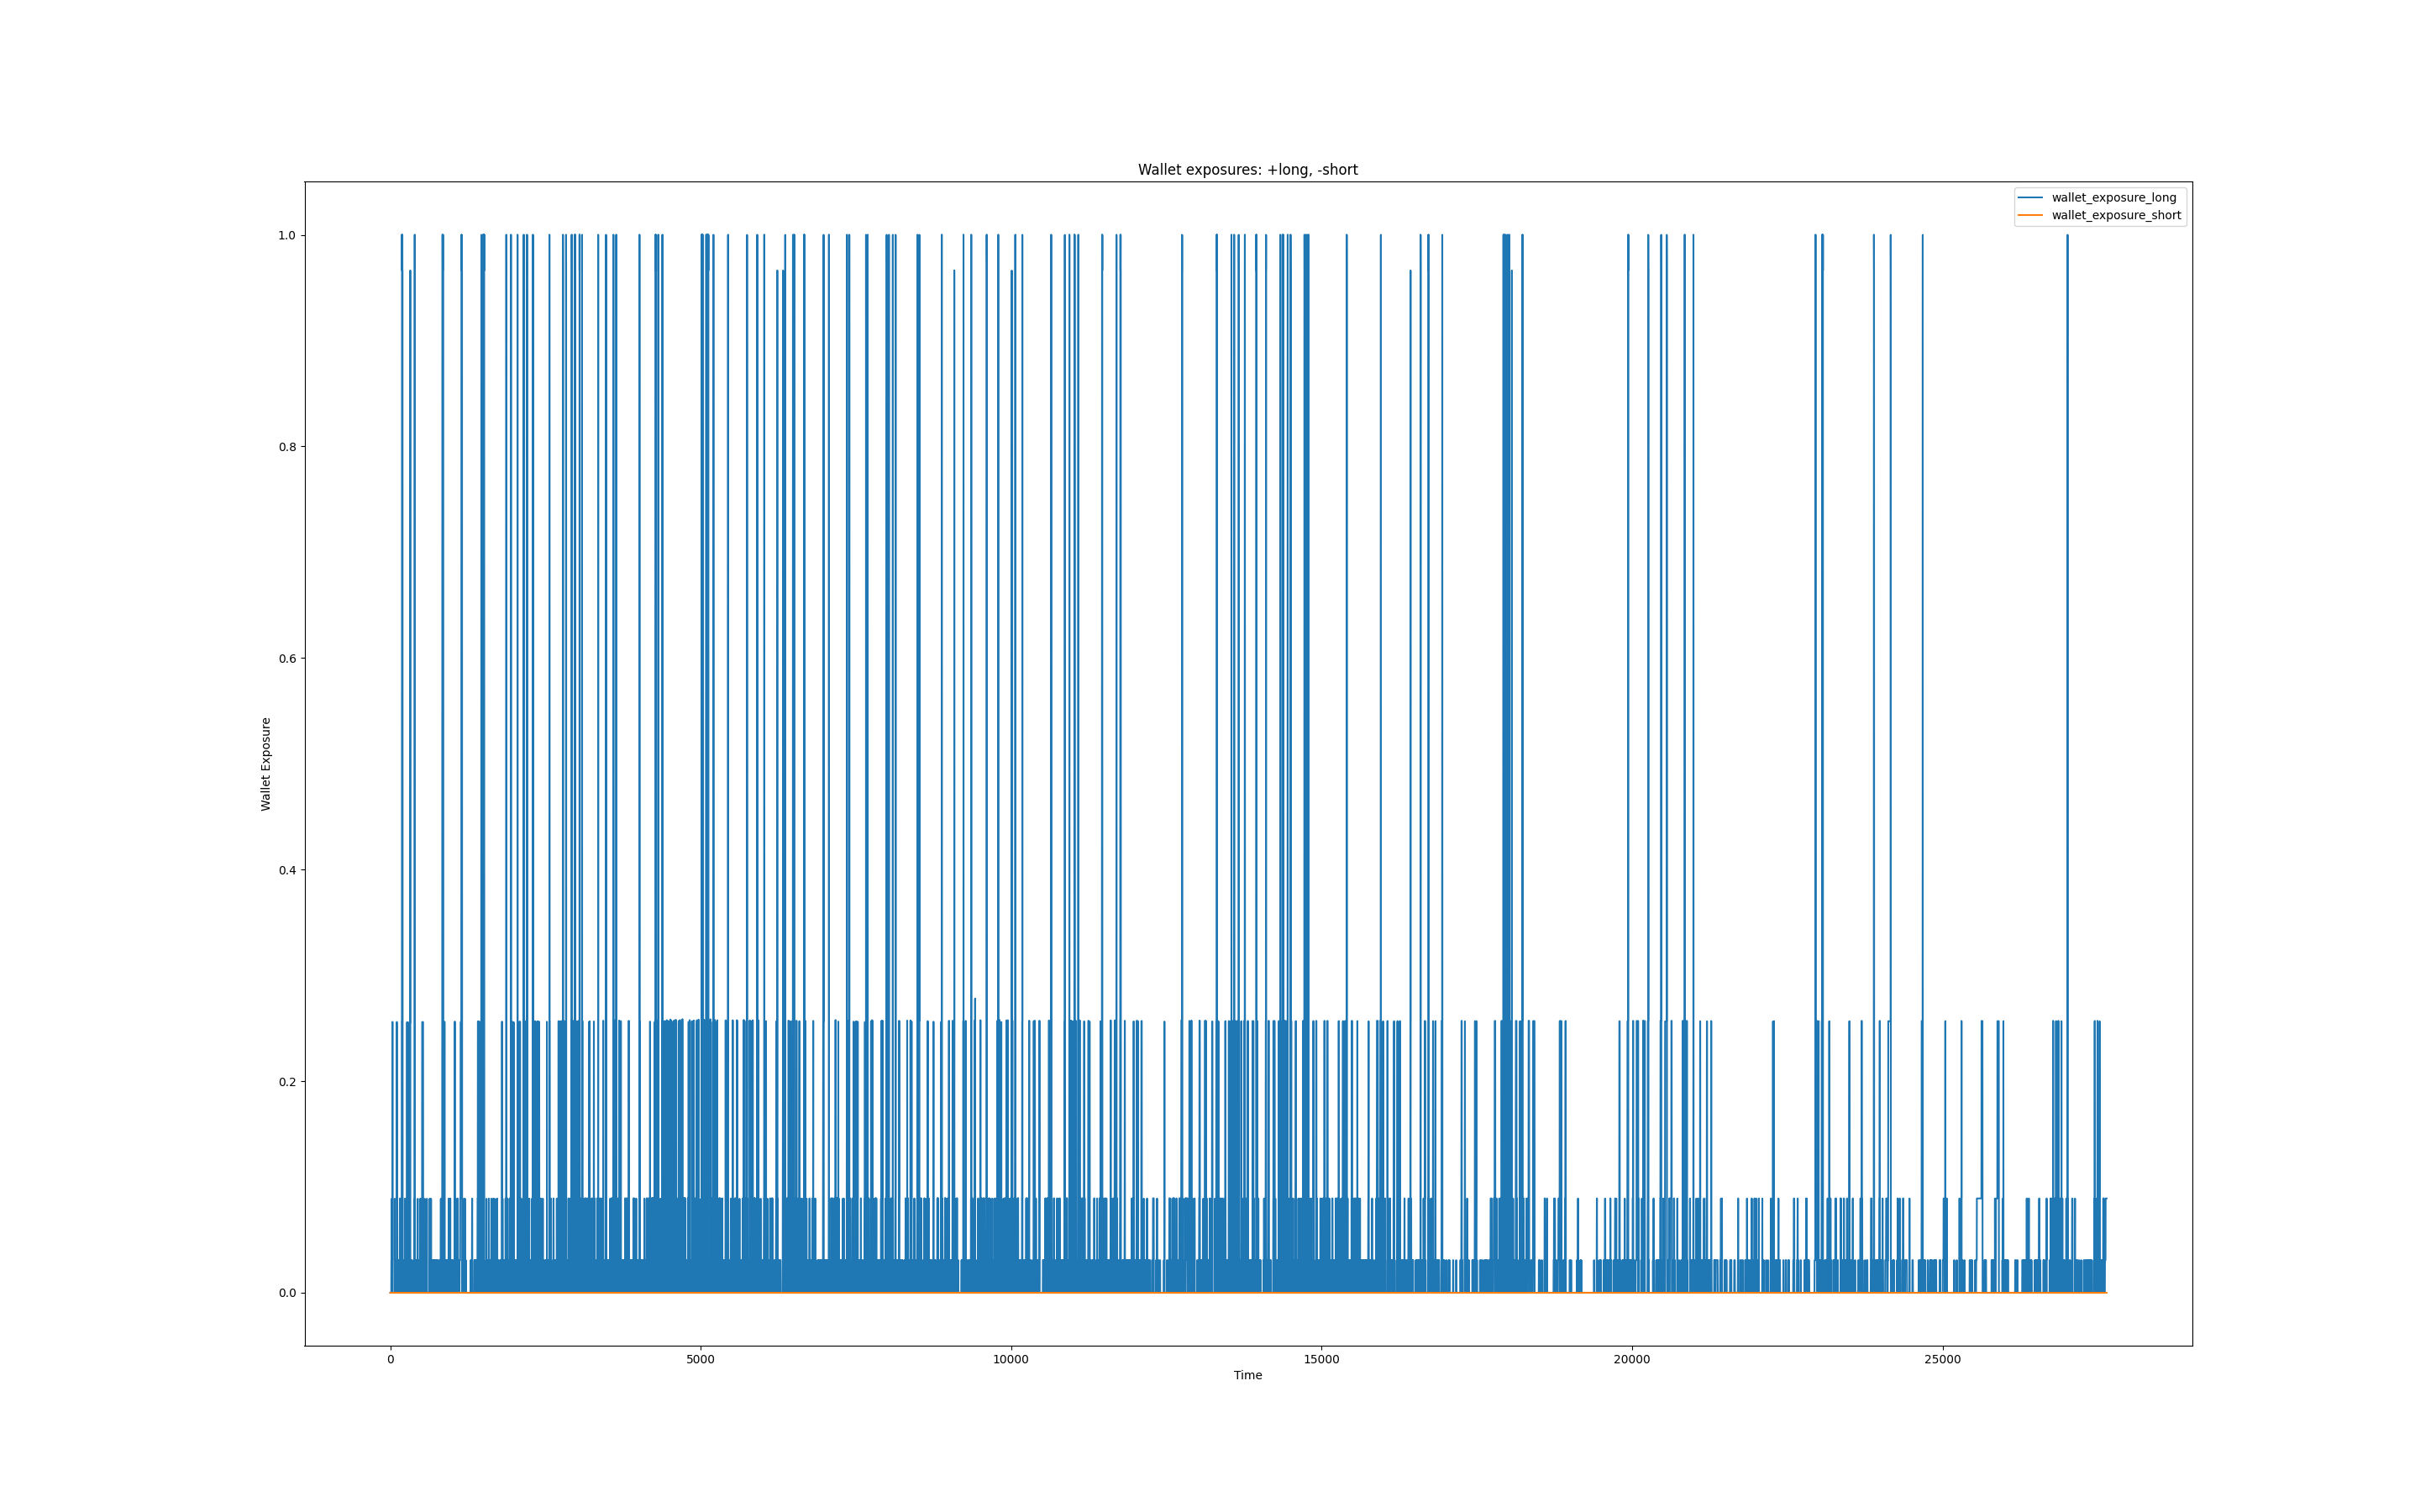 Wallet exposures: +long, -short
wallet_exposure_long
wallet_exposure_short
1.0
0.8
0.6
0.4
0.2
0.0
Wallet Exposure
0 5000 10000 15000 20000 25000
Time